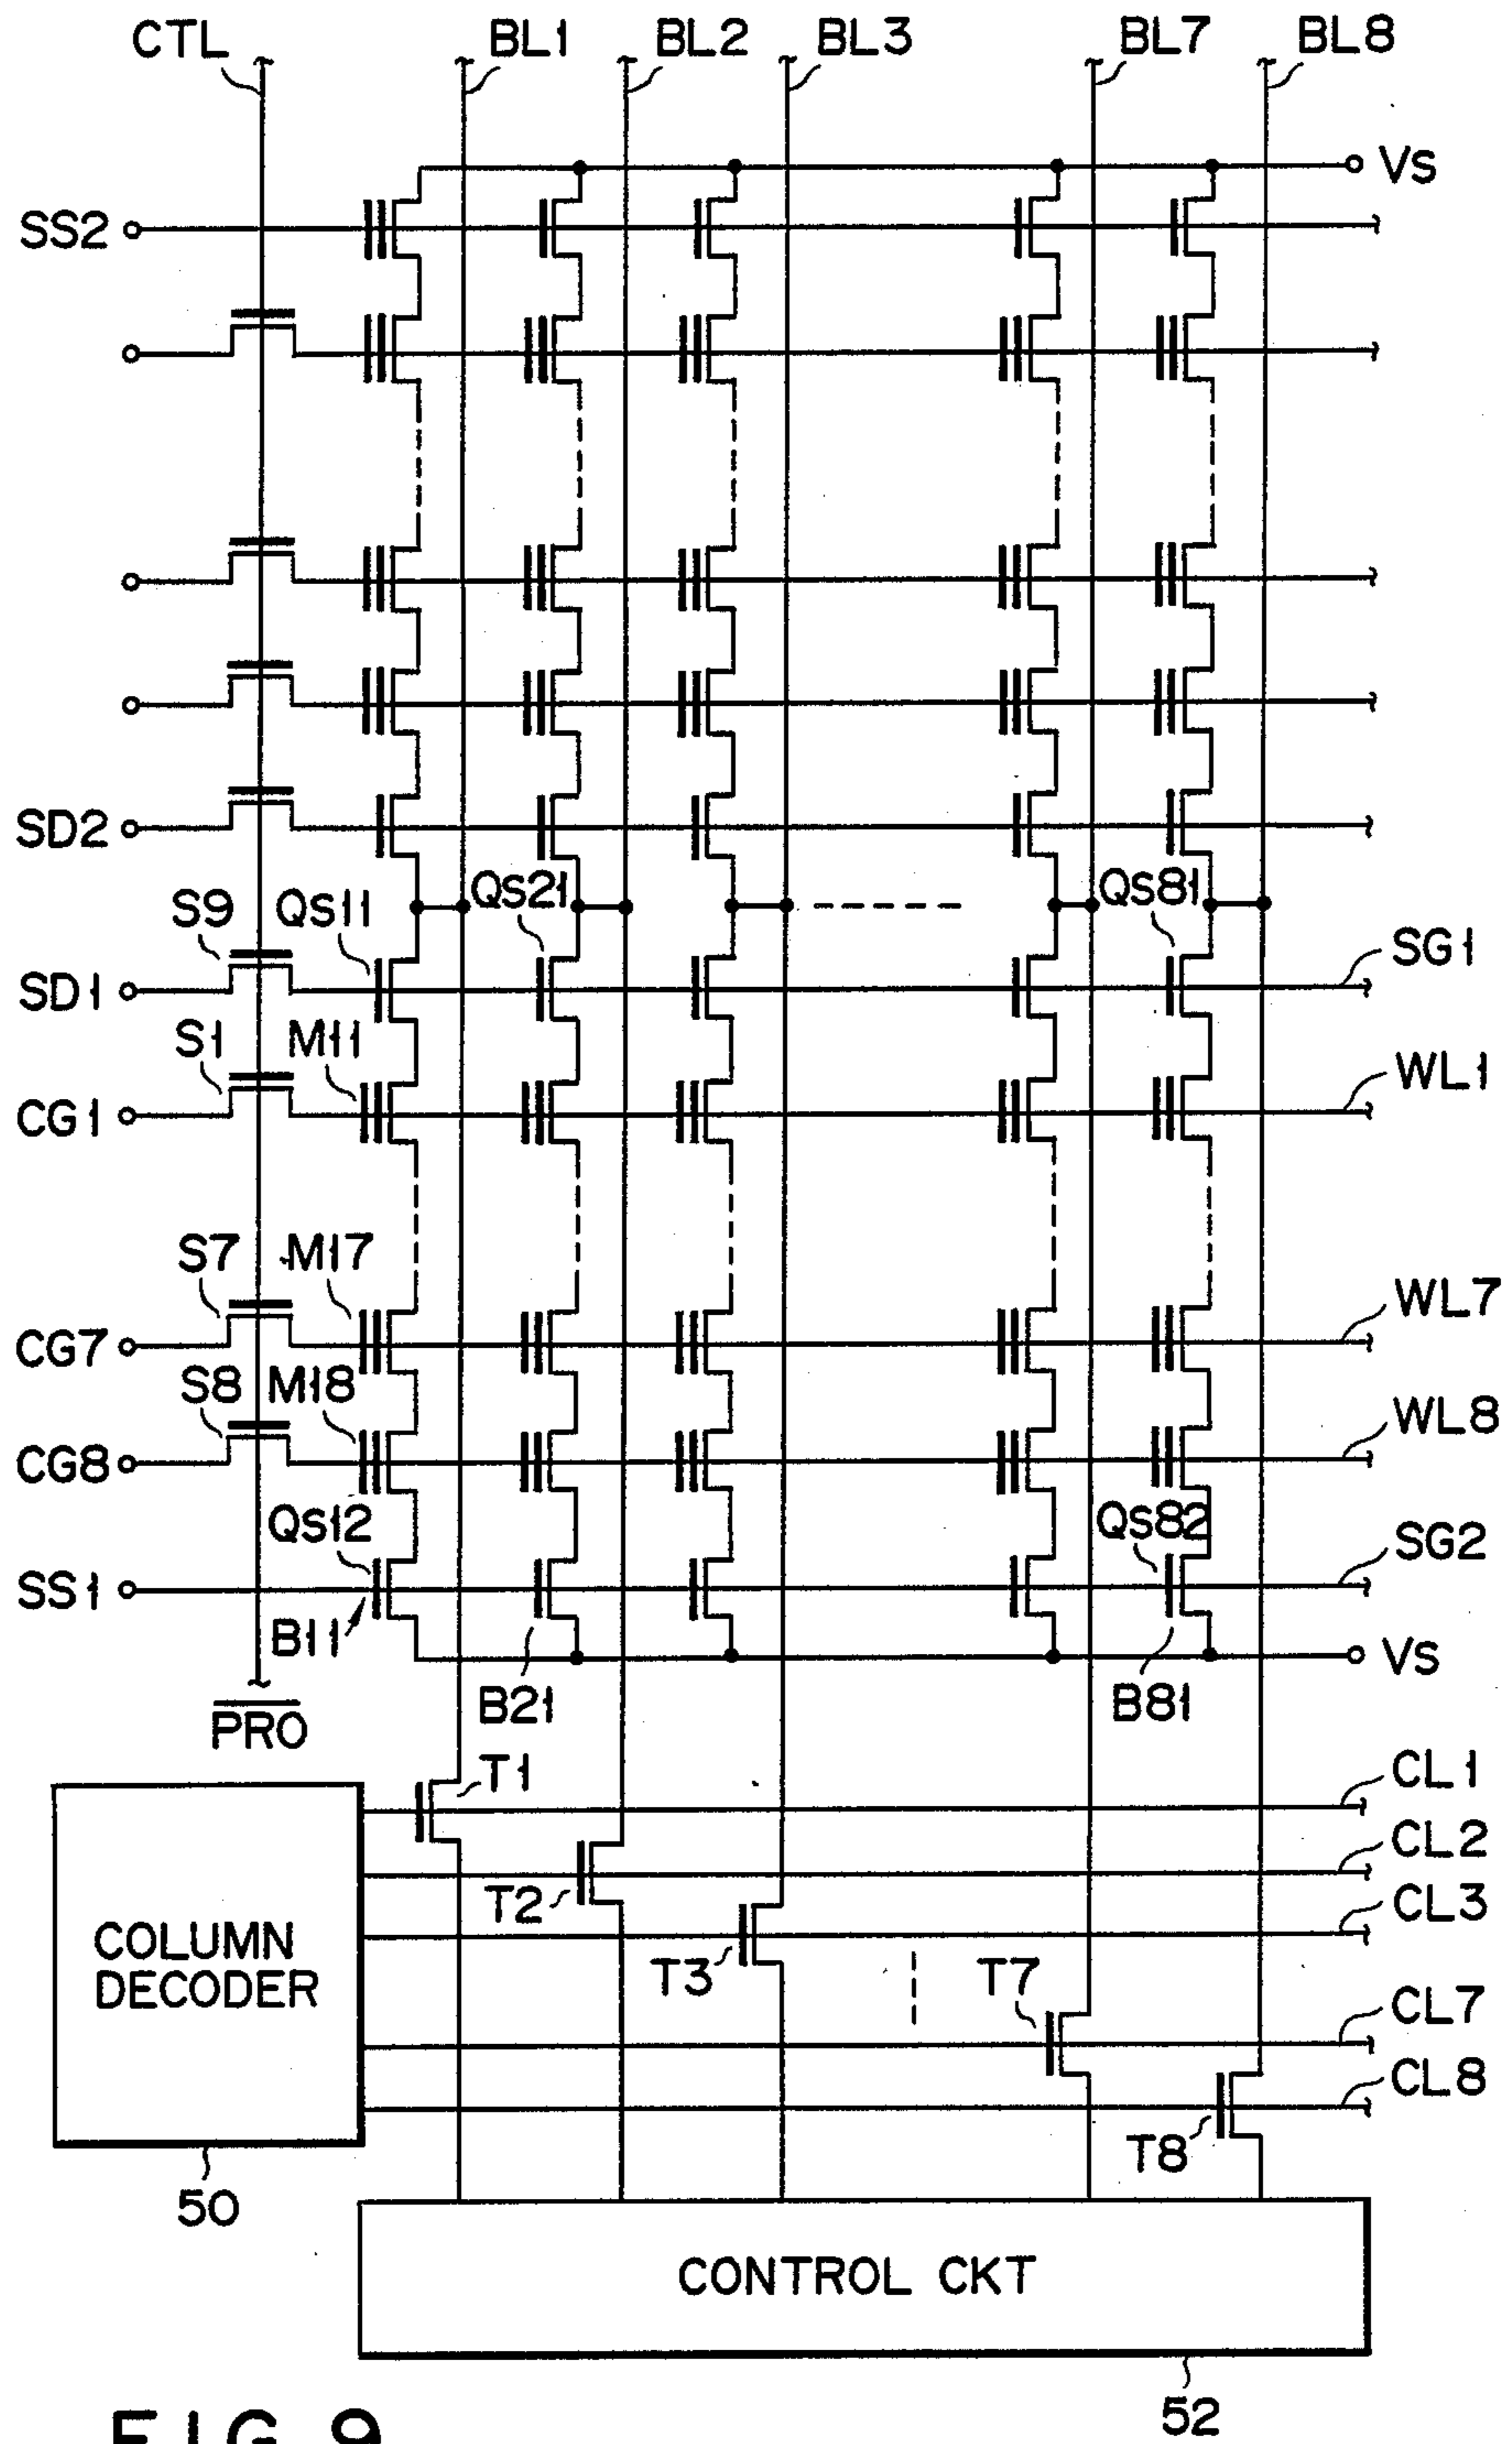 CTL BL1 BL2 BL3 BL7 BL8
Vs
SS2
SD2
S9 Qs11 Qs21 Qs81
SG1
SD1
S1 M11
WL1
CG1
S7 M17
WL7
CG7
S8 M18
WL8
CG8
Qs12 Qs82
SG2
SS1
B11
Vs
B21 B81
PRO
T1 CL1
CL2
T2
CL3
COLUMN
DECODER
T3 T7
CL7
CL8
T8
50
CONTROL CKT
52
FIG. 9